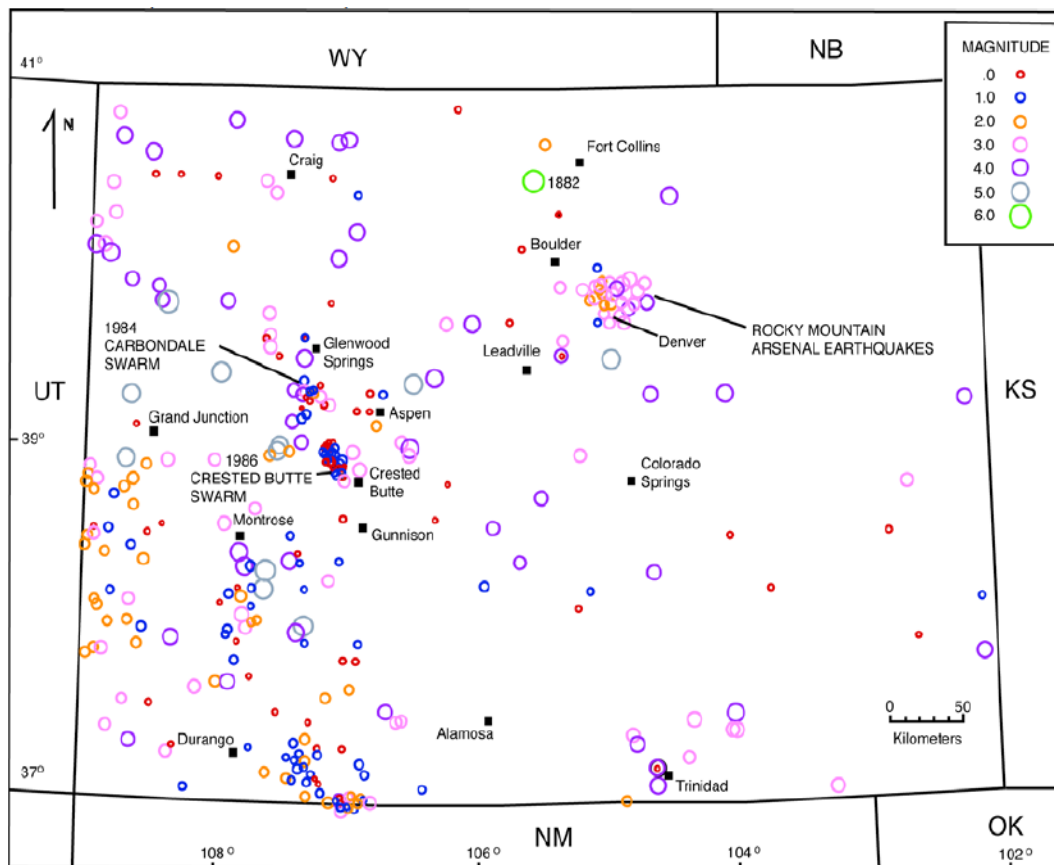 WY
NB
41°
MAGNITUDE
.0
1.0
2.0
3.0
4.0
5.0
6.0
N
Craig
Fort Collins
1882
Boulder
1984
CARBONDALE
SWARM
Glenwood
Springs
Leadville
Denver
ROCKY MOUNTAIN
ARSENAL EARTHQUAKES
UT
KS
Grand Junction
Aspen
39°
1986
CRESTED BUTTE
SWARM
Crested
Butte
Colorado
Springs
Montrose
Gunnison
0 50
Kilometers
Durango
Alamosa
37°
Trinidad
NM
OK
108°
106°
104°
102°